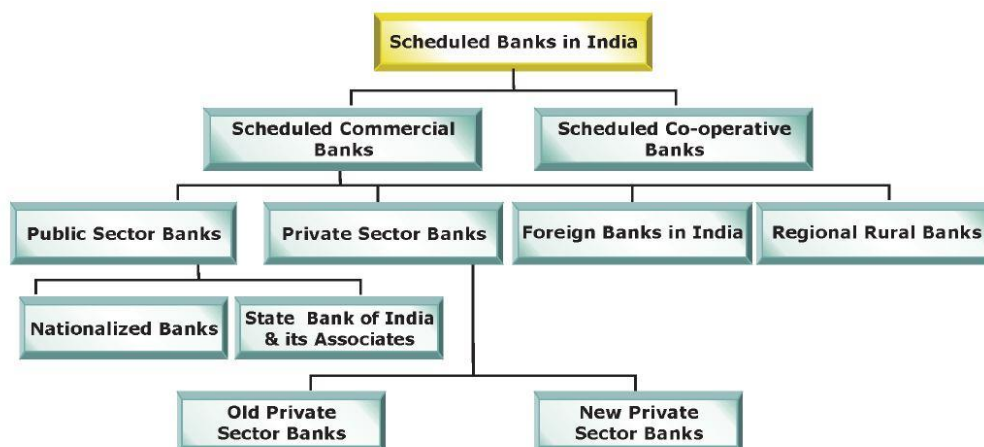 Scheduled Banks in India
Scheduled Commercial
Banks
Scheduled Co-operative
Banks
Public Sector Banks
Private Sector Banks
Foreign Banks in India
Regional Rural Banks
Nationalized Banks
State Bank of India
& its Associates
Old Private
Sector Banks
New Private
Sector Banks